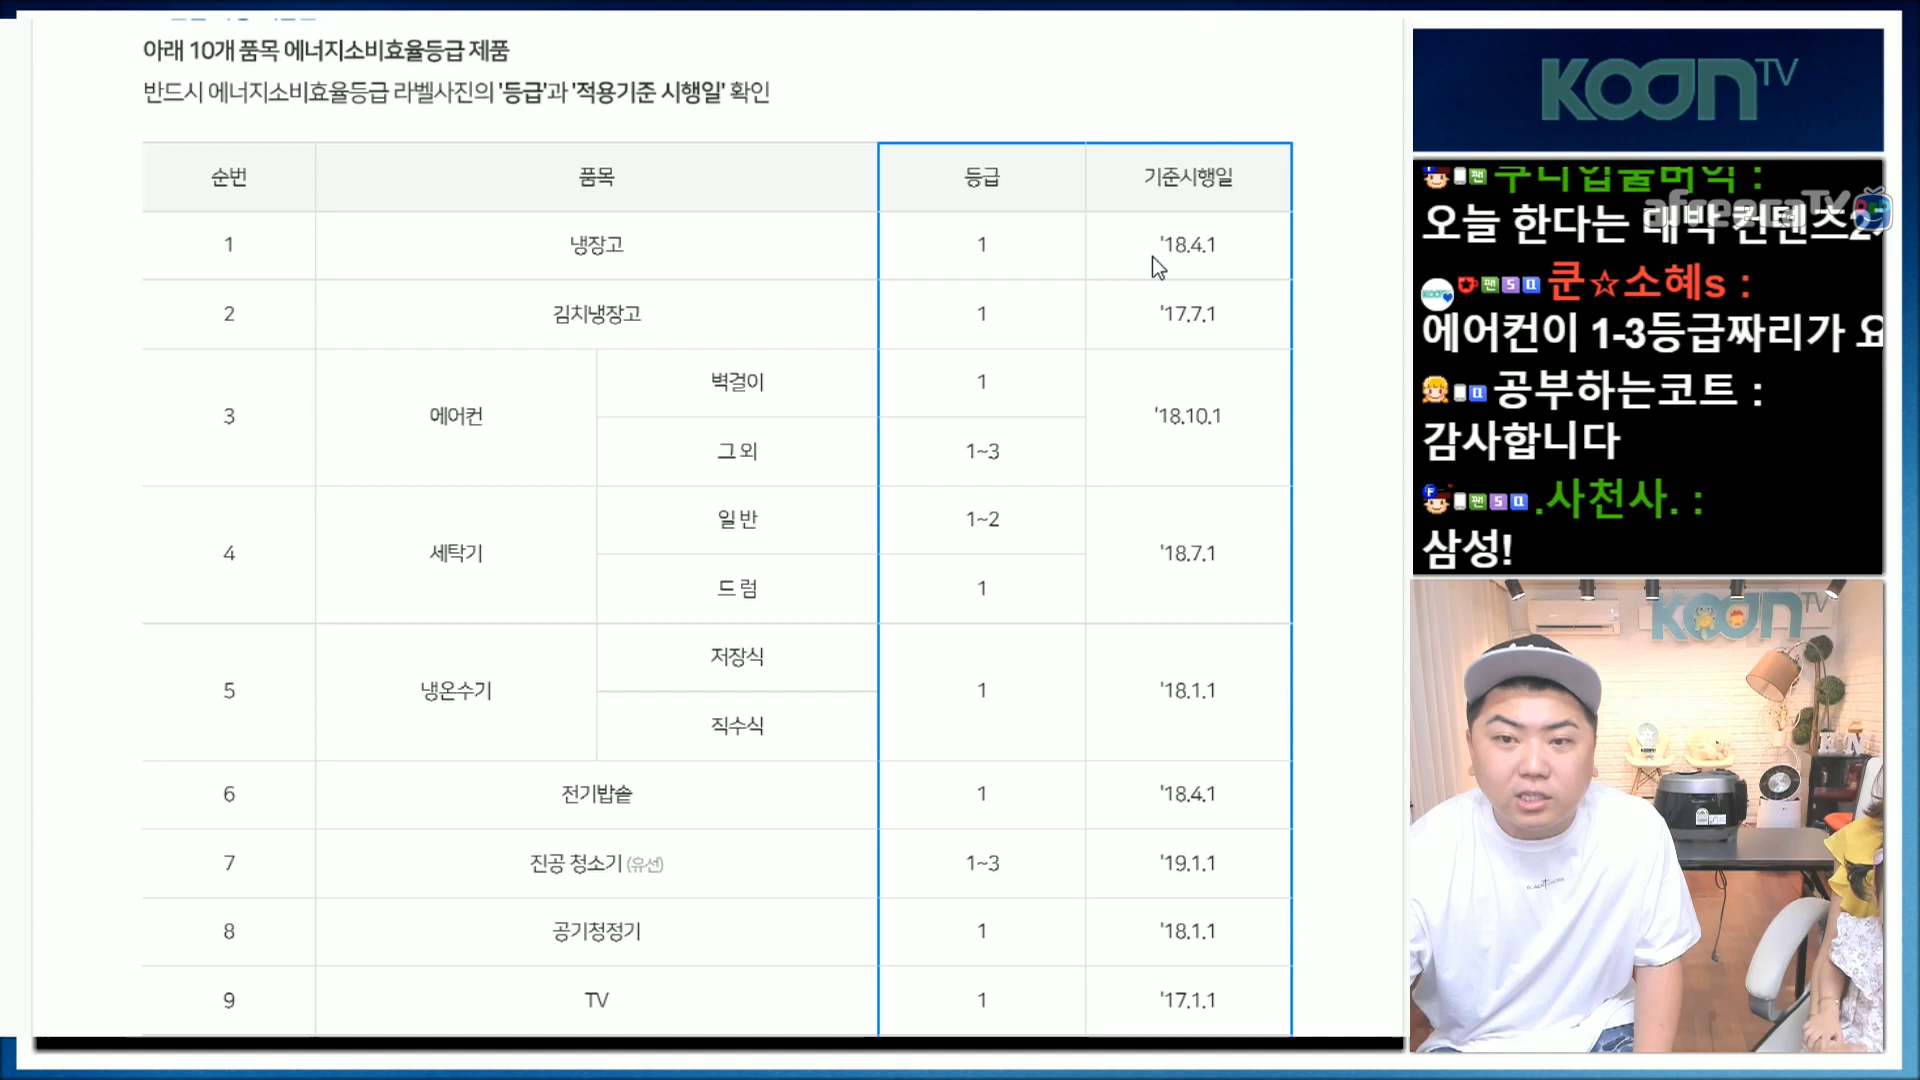 아래 10개 품목 에너지소비효율등급 제품
반드시 에너지소비효율등급 라벨사진의 '등급'과 '적용기준 시행일' 확인
순번 품목 등급 기준시행일
1 냉장고 1 '18.4.1
2 김치냉장고 1 '17.7.1
3 에어컨 벽걸이 1 '18.10.1
그 외 1~3
4 세탁기 일반 1~2 '18.7.1
드럼 1
5 냉온수기 저장식 1 '18.1.1
직수식
6 전기밥솥 1 '18.4.1
7 진공 청소기 (유선) 1~3 '19.1.1
8 공기청정기 1 '18.1.1
9 TV 1 '17.1.1
KOONTV
afreecaTV
오늘 한다는 대박 컨텐츠
쿤☆소혜s :
에어컨이 1-3등급짜리가 요
공부하는코트 :
감사합니다
.사천사. :
삼성!
KOONTV